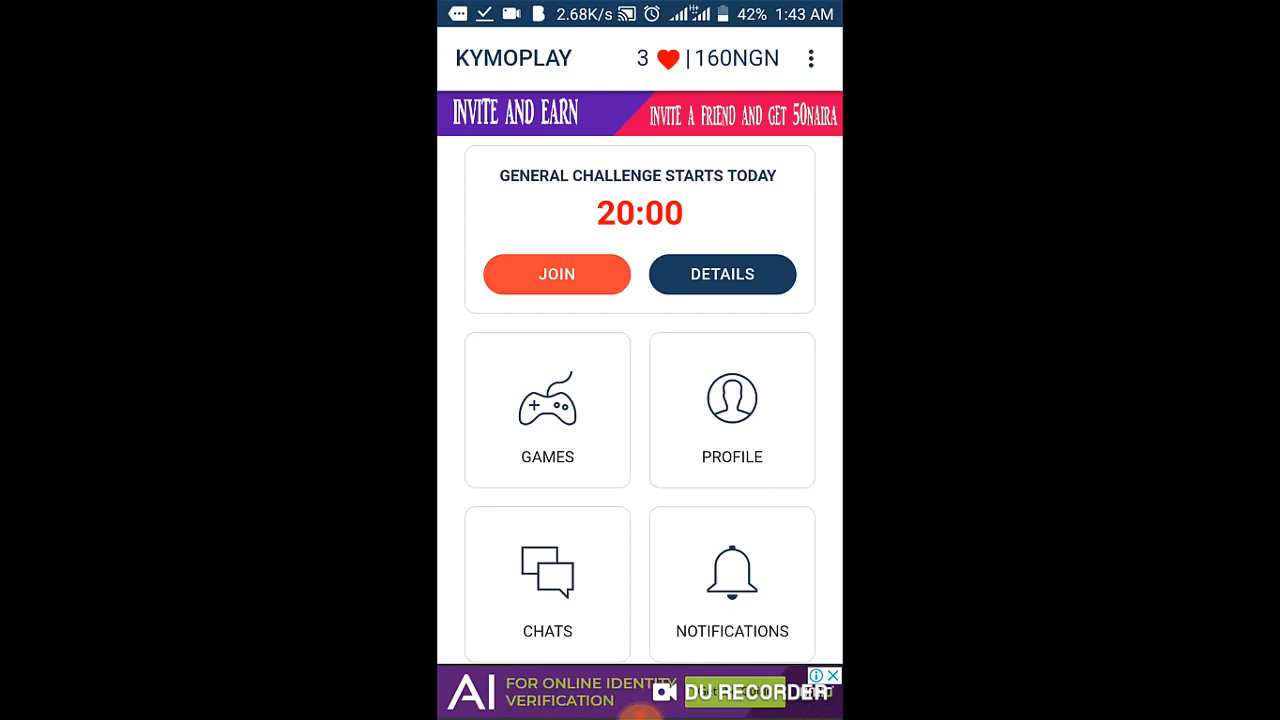 2.68K/s 42% 1:43 AM
KYMOPLAY 3 | 160NGN
INVITE AND EARN INVITE A FRIEND AND GET 50NAIRA
GENERAL CHALLENGE STARTS TODAY
20:00
JOIN DETAILS
GAMES PROFILE
CHATS NOTIFICATIONS
AI FOR ONLINE IDENTITY
VERIFICATION
DU RECORDER